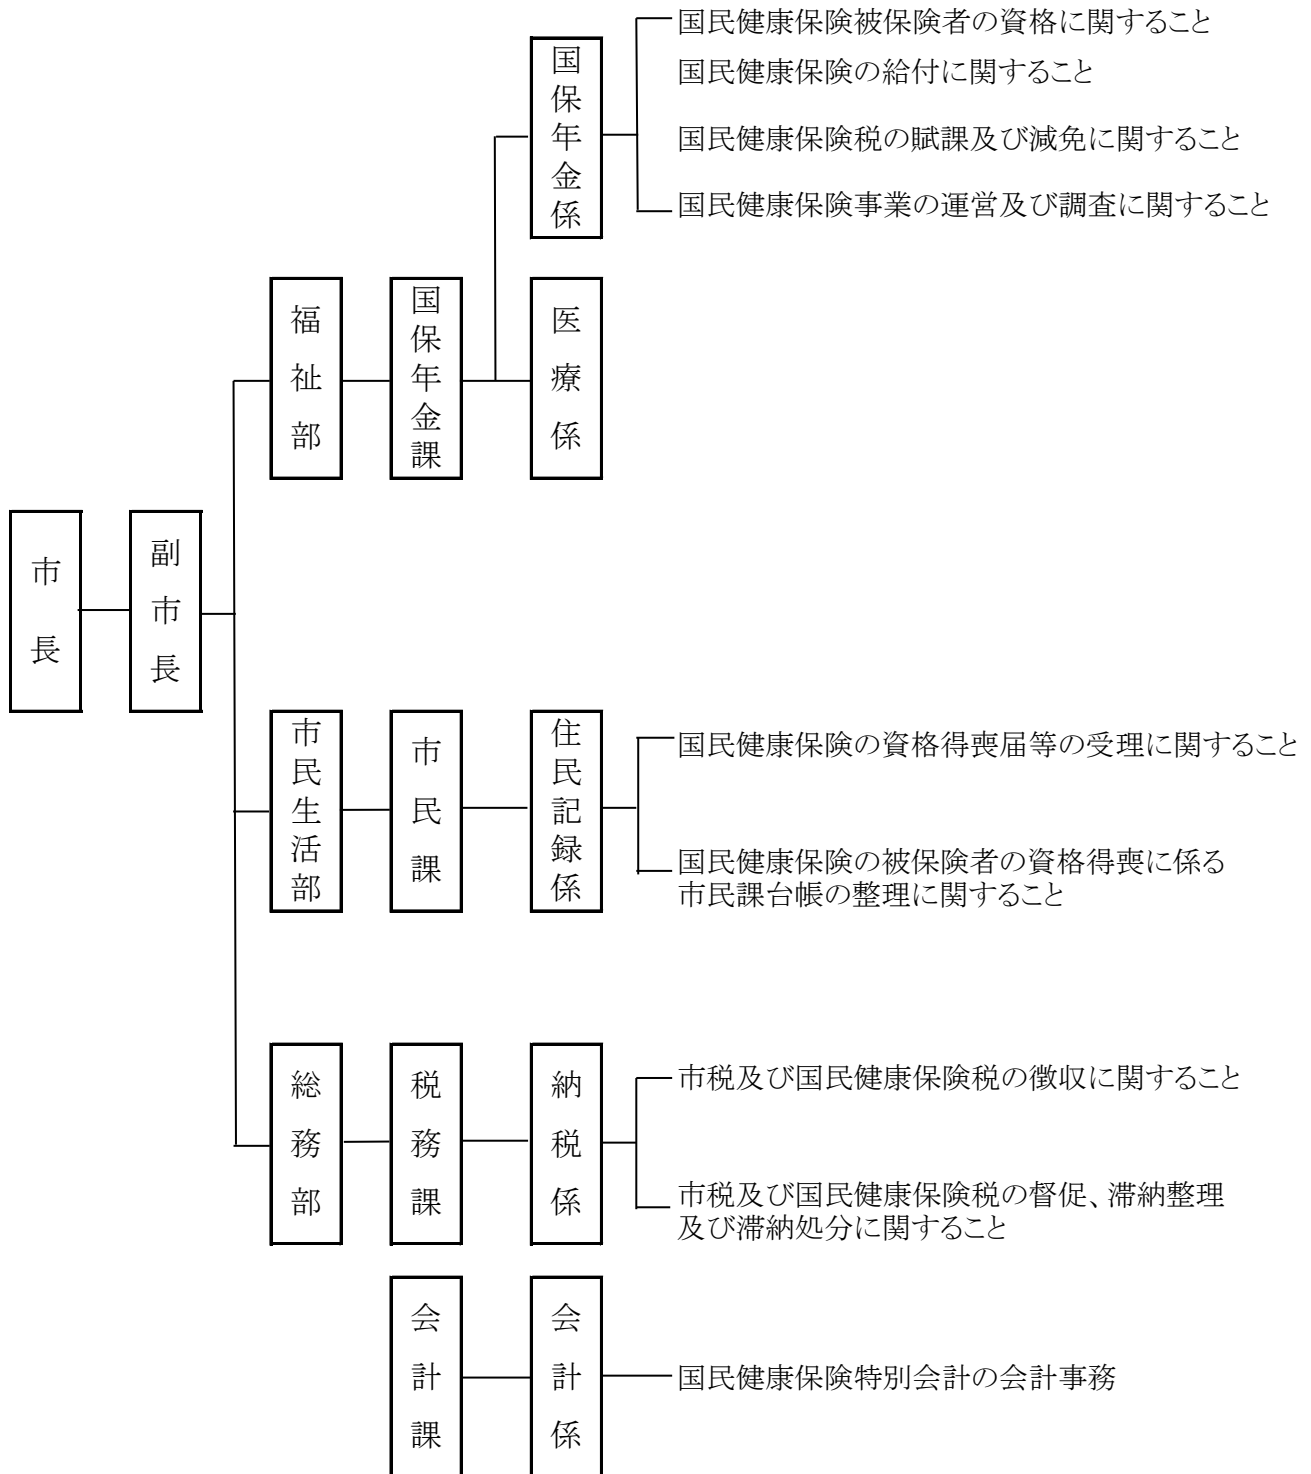 市長
副市長
福祉部
国保年金課
国保年金係
国民健康保険被保険者の資格に関すること
国民健康保険の給付に関すること
国民健康保険税の賦課及び減免に関すること
国民健康保険事業の運営及び調査に関すること
医療係
市民生活部
市民課
住民記録係
国民健康保険の資格得喪届等の受理に関すること
国民健康保険の被保険者の資格得喪に係る
市民課台帳の整理に関すること
総務部
税務課
納税係
市税及び国民健康保険税の徴収に関すること
市税及び国民健康保険税の督促、滞納整理
及び滞納処分に関すること
会計課
会計係
国民健康保険特別会計の会計事務